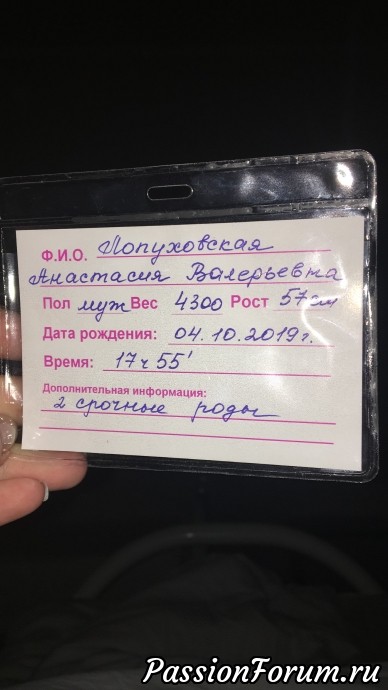 Ф.И.О. Лопуховская
Анастасия Валерьевна
Пол муж Вес 4300 Рост 57см
Дата рождения: 04.10.2019г.
Время: 17ч 55'
Дополнительная информация:
2 срочные роды
PassionForum.ru